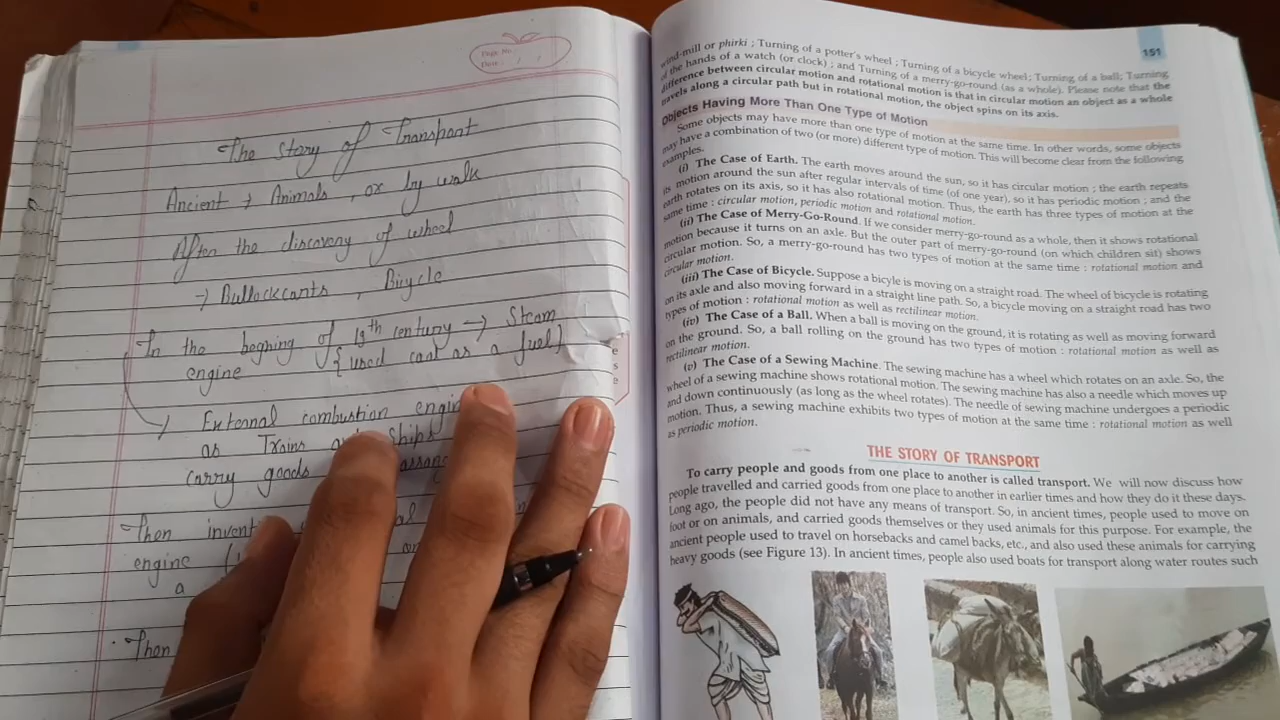 Page No.
Date
The Story of Transport
Ancient → Animals, or by walk
After the discovery of wheel
→ Bullockcarts, Bicycle
In the begning of 19th century → Steam
engine {used coat as a fuel}
External combustion
as Trains Ships
carry goods
Then
engine
a
Then
151
wind-mill or phirki ; Turning of a potter's wheel ; Turning of a bicycle wheel; Turning of a ball; Turning
of the hands of a watch (or clock) ; and Turning of a merry-go-round (as a whole). Please note that the
difference between circular motion and rotational motion is that in circular motion an object as a whole
travels along a circular path but in rotational motion, the object spins on its axis.
Objects Having More Than One Type of Motion
Some objects may have more than one type of motion at the same time. In other words, some objects
may have a combination of two (or more) different type of motion. This will become clear from the following
examples.
(i) The Case of Earth. The earth moves around the sun, so it has circular motion ; the earth repeats
its motion around the sun after regular intervals of time (of one year), so it has periodic motion ; and the
earth rotates on its axis, so it has also rotational motion. Thus, the earth has three types of motion at the
same time : circular motion, periodic motion and rotational motion.
(ii) The Case of Merry-Go-Round. If we consider merry-go-round as a whole, then it shows rotational
motion because it turns on an axle. But the outer part of merry-go-round (on which children sit) shows
circular motion. So, a merry-go-round has two types of motion at the same time : rotational motion and
circular motion.
(iii) The Case of Bicycle. Suppose a bicyle is moving on a straight road. The wheel of bicycle is rotating
on its axle and also moving forward in a straight line path. So, a bicycle moving on a straight road has two
types of motion : rotational motion as well as rectilinear motion.
(iv) The Case of a Ball. When a ball is moving on the ground, it is rotating as well as moving forward
on the ground. So, a ball rolling on the ground has two types of motion : rotational motion as well as
rectilinear motion.
(v) The Case of a Sewing Machine. The sewing machine has a wheel which rotates on an axle. So, the
wheel of a sewing machine shows rotational motion. The sewing machine has also a needle which moves up
and down continuously (as long as the wheel rotates). The needle of sewing machine undergoes a periodic
motion. Thus, a sewing machine exhibits two types of motion at the same time : rotational motion as well
as periodic motion.
THE STORY OF TRANSPORT
To carry people and goods from one place to another is called transport. We will now discuss how
people travelled and carried goods from one place to another in earlier times and how they do it these days.
Long ago, the people did not have any means of transport. So, in ancient times, people used to move on
foot or on animals, and carried goods themselves or they used animals for this purpose. For example, the
ancient people used to travel on horsebacks and camel backs, etc., and also used these animals for carrying
heavy goods (see Figure 13). In ancient times, people also used boats for transport along water routes such